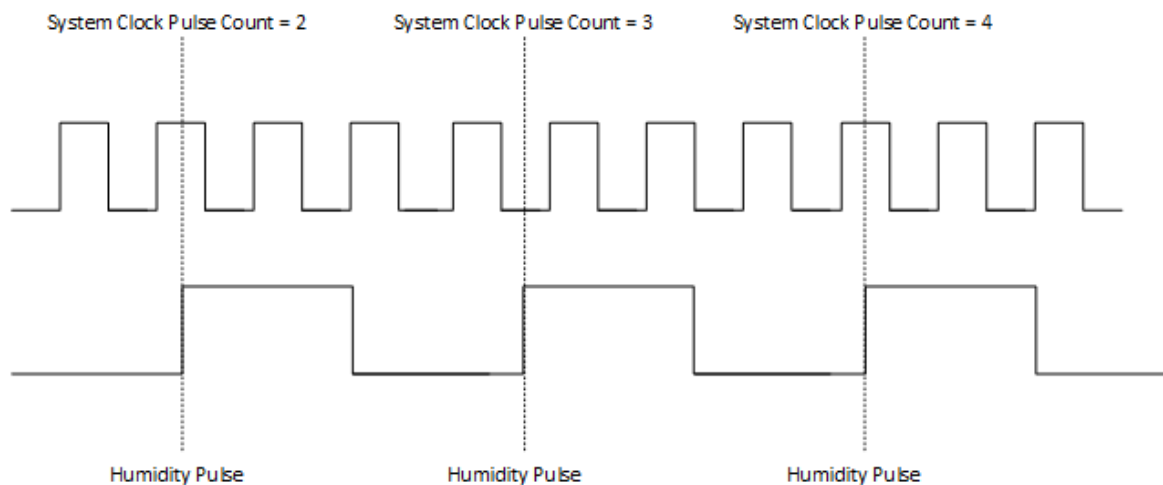 System Clock Pulse Count = 2
System Clock Pulse Count = 3
System Clock Pulse Count = 4
Humidity Pulse
Humidity Pulse
Humidity Pulse